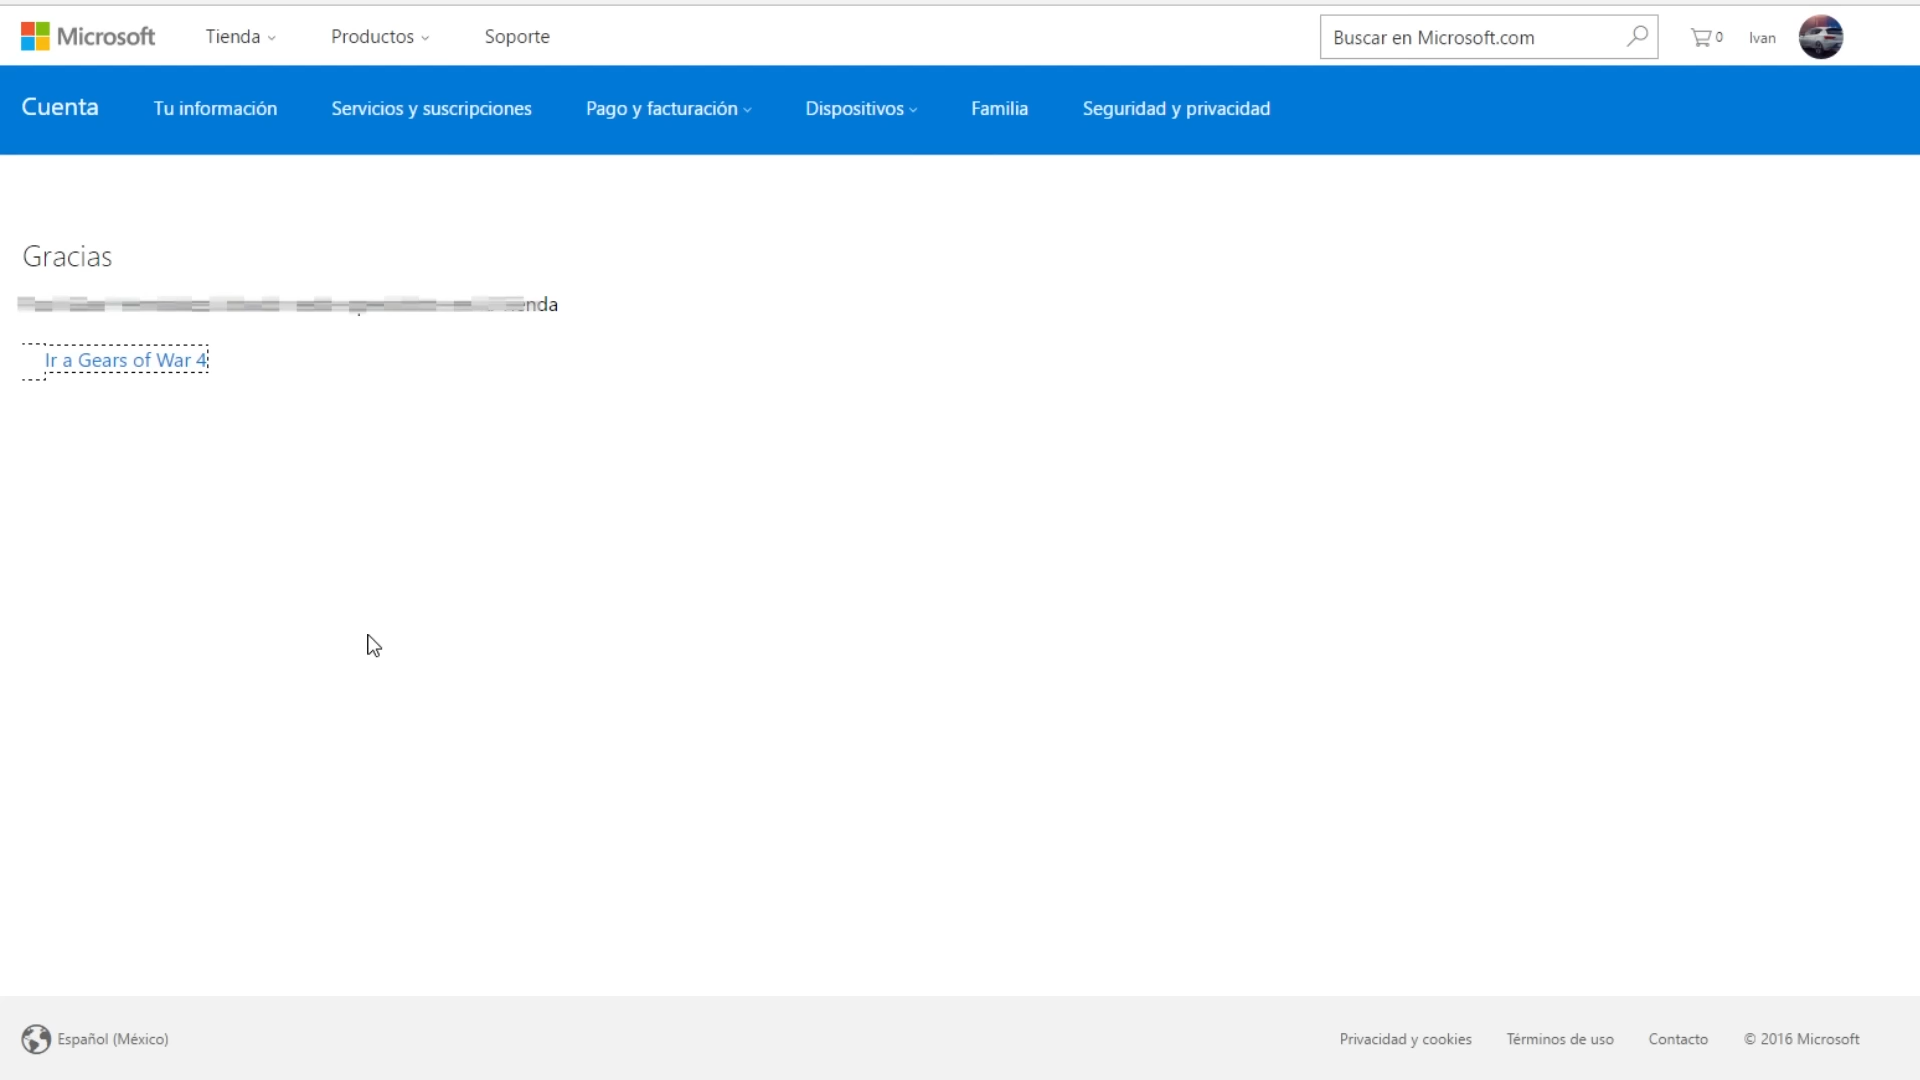 Microsoft Tienda Productos Soporte Buscar en Microsoft.com 0 Ivan
Cuenta Tu información Servicios y suscripciones Pago y facturación Dispositivos Familia Seguridad y privacidad
Gracias
Ir a Gears of War 4
Español (México) Privacidad y cookies Términos de uso Contacto © 2016 Microsoft